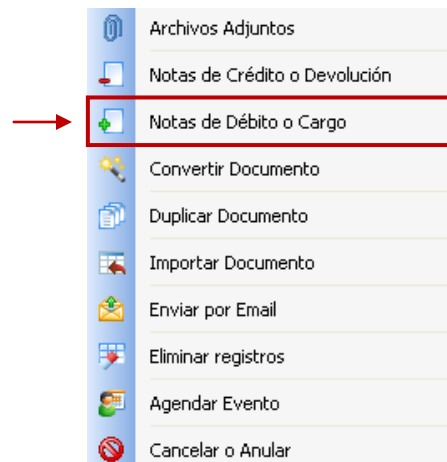 Archivos Adjuntos
Notas de Crédito o Devolución
Notas de Débito o Cargo
Convertir Documento
Duplicar Documento
Importar Documento
Enviar por Email
Eliminar registros
Agendar Evento
Cancelar o Anular